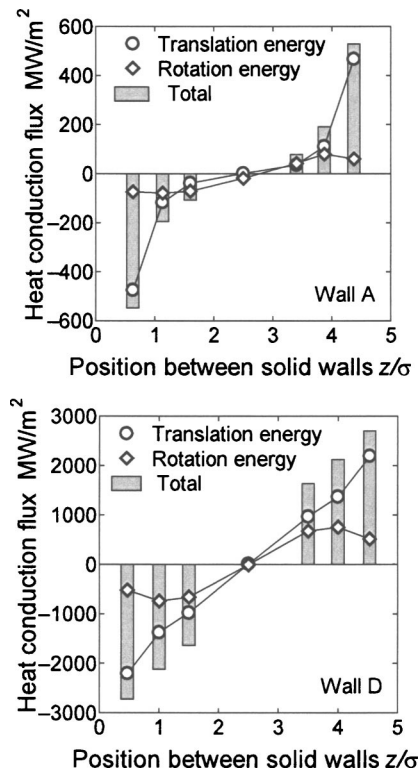 Heat conduction flux MW/m²
600
400
200
0
−200
−400
−600
Translation energy
Rotation energy
Total
Wall A
0 1 2 3 4 5
Position between solid walls z/σ
Heat conduction flux MW/m²
3000
2000
1000
0
−1000
−2000
−3000
Translation energy
Rotation energy
Total
Wall D
0 1 2 3 4 5
Position between solid walls z/σ